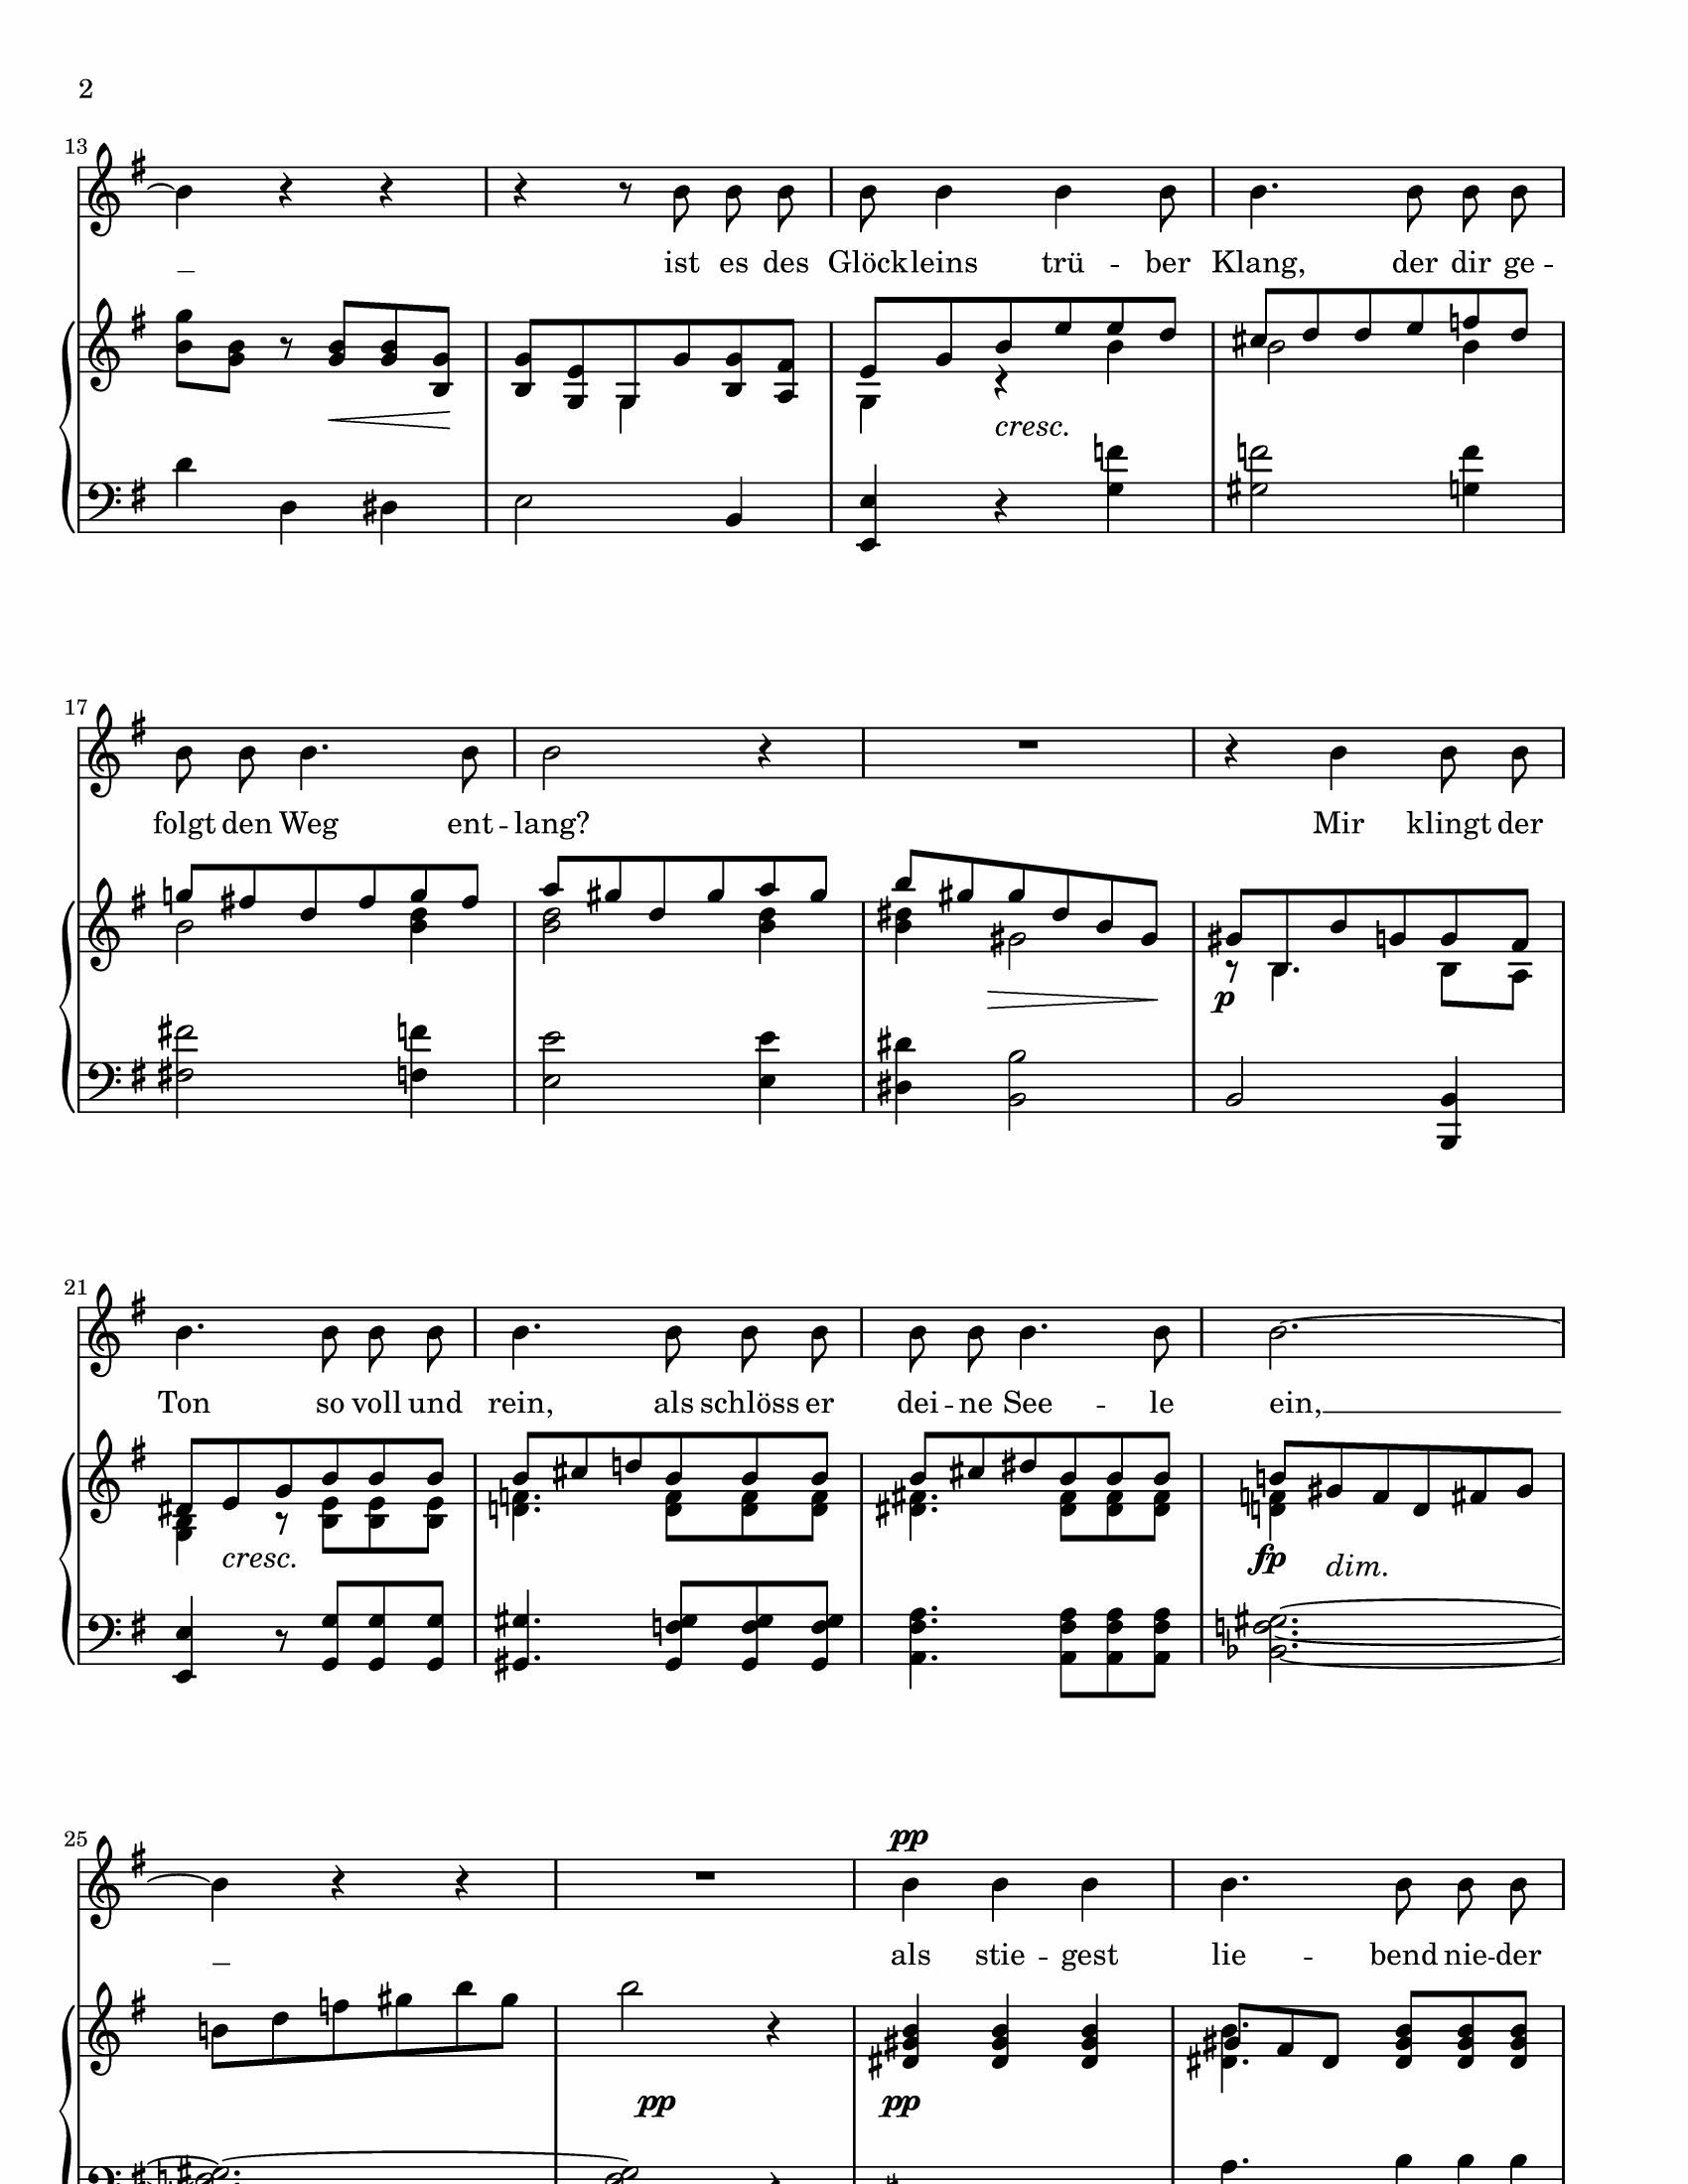 2
13
_ ist es des Glöckleins trü - ber Klang, der dir ge -
cresc.
17
folgt den Weg ent - lang? Mir klingt der
p
21
Ton so voll und rein, als schlöss er dei - ne See - le ein, __
cresc. fp dim.
25
pp
_ als stie - gest lie - bend nie - der
pp pp